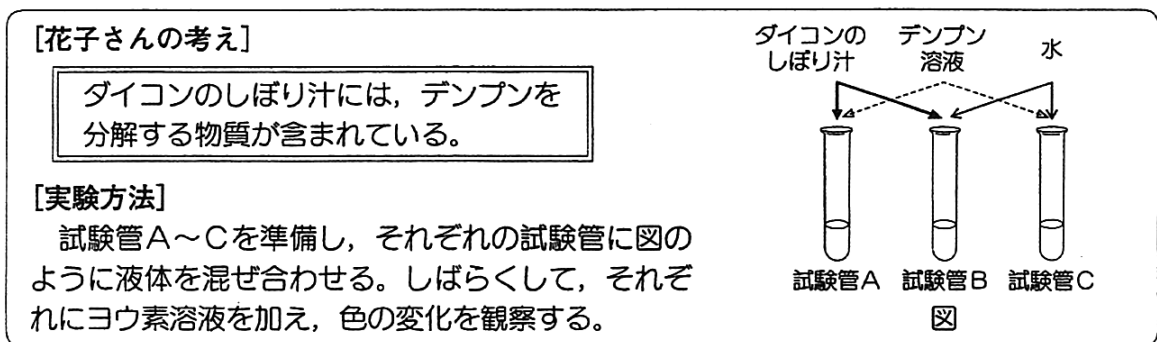 [花子さんの考え]
ダイコンのしぼり汁には，デンプンを
分解する物質が含まれている。
[実験方法]
　試験管A～Cを準備し，それぞれの試験管に図の
ように液体を混ぜ合わせる。しばらくして，それぞ
れにヨウ素溶液を加え，色の変化を観察する。
ダイコンの
しぼり汁
デンプン
溶液
水
試験管A　試験管B　試験管C
図